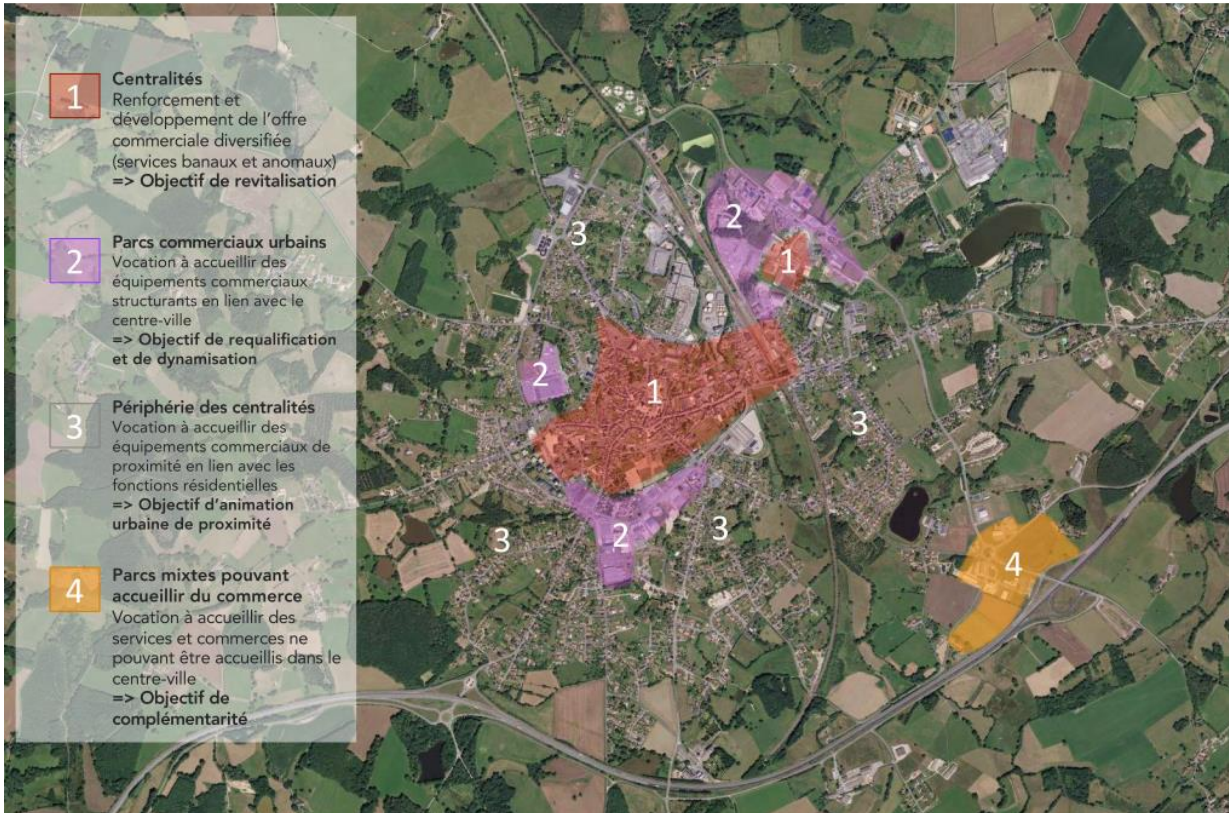 1
Centralités
Renforcement et
développement de l'offre
commerciale diversifiée
(services banaux et anomaux)
=> Objectif de revitalisation
2
Parcs commerciaux urbains
Vocation à accueillir des
équipements commerciaux
structurants en lien avec le
centre-ville
=> Objectif de requalification
et de dynamisation
3
Périphérie des centralités
Vocation à accueillir des
équipements commerciaux de
proximité en lien avec les
fonctions résidentielles
=> Objectif d'animation
urbaine de proximité
4
Parcs mixtes pouvant
accueillir du commerce
Vocation à accueillir des
services et commerces ne
pouvant être accueillis dans le
centre-ville
=> Objectif de
complémentarité
2
3
1
2
1
3
3
2
3
4